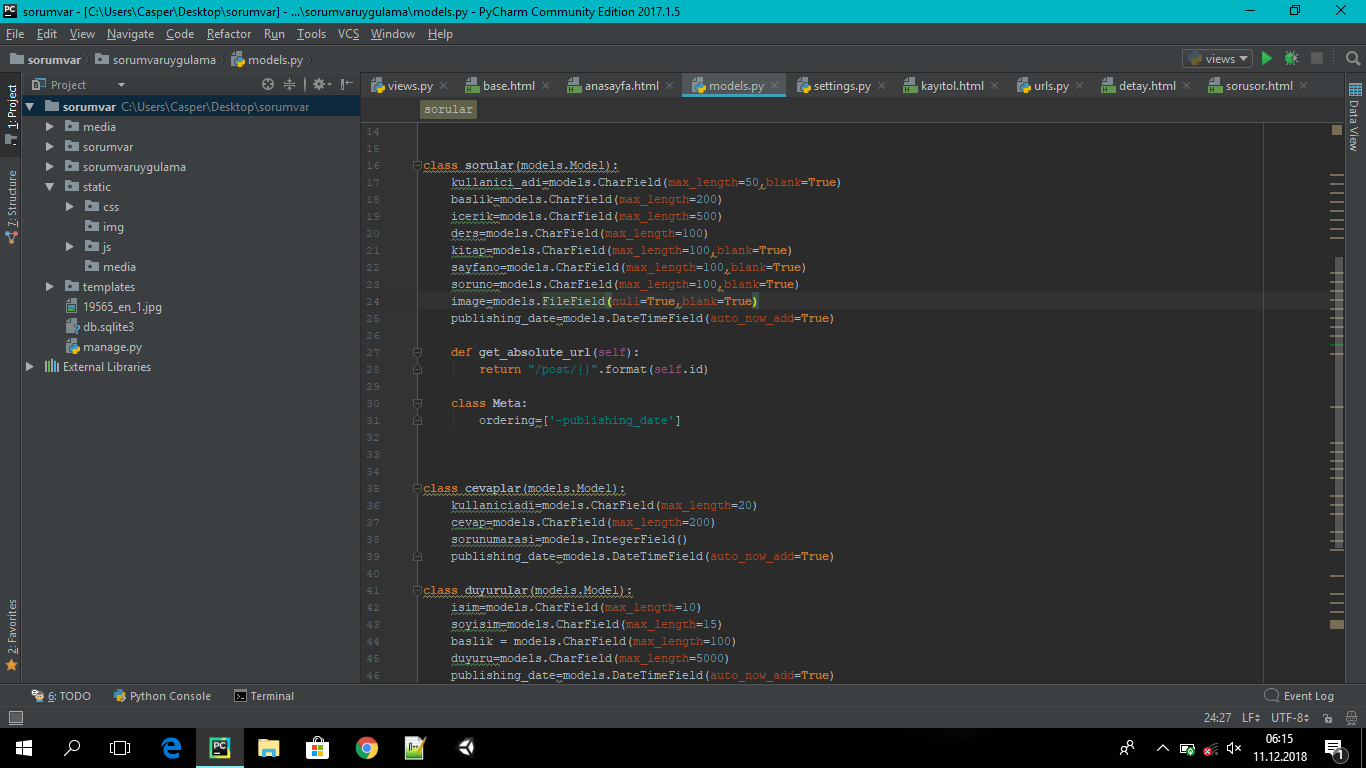 sorumvar - [C:\Users\Casper\Desktop\sorumvar] - ...\sorumvaruygulama\models.py - PyCharm Community Edition 2017.1.5
File Edit View Navigate Code Refactor Run Tools VCS Window Help
sorumvar sorumvaruygulama models.py
views
Project
views.py base.html anasayfa.html models.py settings.py kayitol.html urls.py detay.html sorusor.html
1: Project
7: Structure
2: Favorites
Data View
sorumvar C:\Users\Casper\Desktop\sorumvar
media
sorumvar
sorumvaruygulama
static
css
img
js
media
templates
19565_en_1.jpg
db.sqlite3
manage.py
External Libraries
sorular
14
15
16 class sorular(models.Model):
17 kullanici_adi=models.CharField(max_length=50,blank=True)
18 baslik=models.CharField(max_length=200)
19 icerik=models.CharField(max_length=500)
20 ders=models.CharField(max_length=100)
21 kitap=models.CharField(max_length=100,blank=True)
22 sayfano=models.CharField(max_length=100,blank=True)
23 soruno=models.CharField(max_length=100,blank=True)
24 image=models.FileField(null=True,blank=True)
25 publishing_date=models.DateTimeField(auto_now_add=True)
26
27 def get_absolute_url(self):
28 return "/post/{}".format(self.id)
29
30 class Meta:
31 ordering=['-publishing_date']
32
33
34
35 class cevaplar(models.Model):
36 kullaniciadi=models.CharField(max_length=20)
37 cevap=models.CharField(max_length=200)
38 sorunumarasi=models.IntegerField()
39 publishing_date=models.DateTimeField(auto_now_add=True)
40
41 class duyurular(models.Model):
42 isim=models.CharField(max_length=10)
43 soyisim=models.CharField(max_length=15)
44 baslik = models.CharField(max_length=100)
45 duyuru=models.CharField(max_length=5000)
46 publishing_date=models.DateTimeField(auto_now_add=True)
6: TODO Python Console Terminal Event Log
24:27 LF UTF-8
06:15
11.12.2018
1